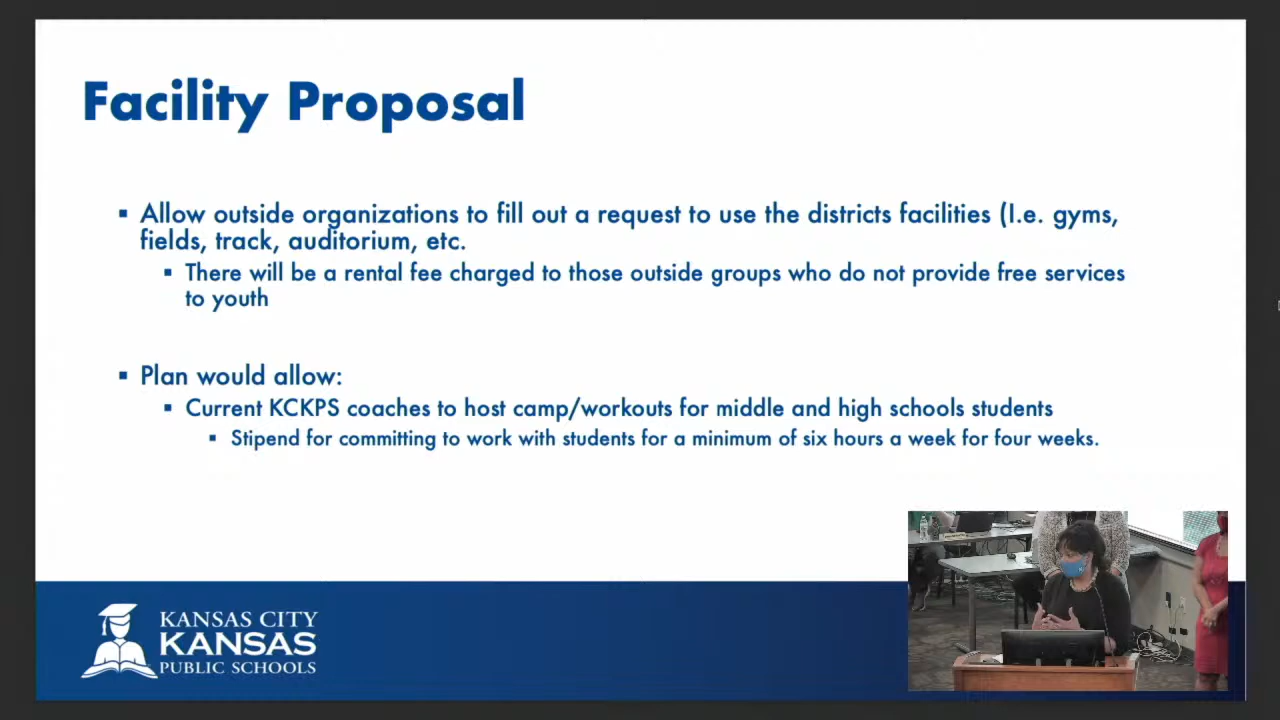 Facility Proposal
▪ Allow outside organizations to fill out a request to use the districts facilities (I.e. gyms,
fields, track, auditorium, etc.
▪ There will be a rental fee charged to those outside groups who do not provide free services
to youth
▪ Plan would allow:
▪ Current KCKPS coaches to host camp/workouts for middle and high schools students
▪ Stipend for committing to work with students for a minimum of six hours a week for four weeks.
KANSAS CITY
KANSAS
PUBLIC SCHOOLS